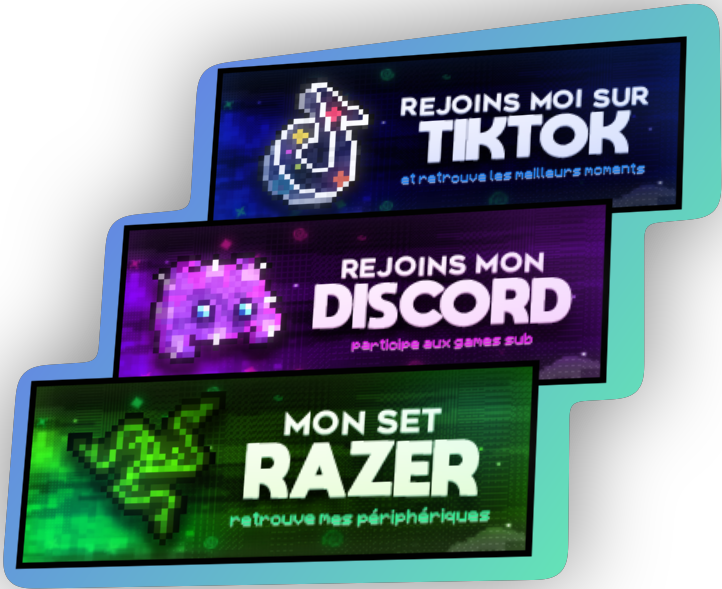 REJOINS MOI SUR
TIKTOK
et retrouve les meilleurs moments
REJOINS MON
DISCORD
participe aux games sub
MON SET
RAZER
retrouve mes périphériques